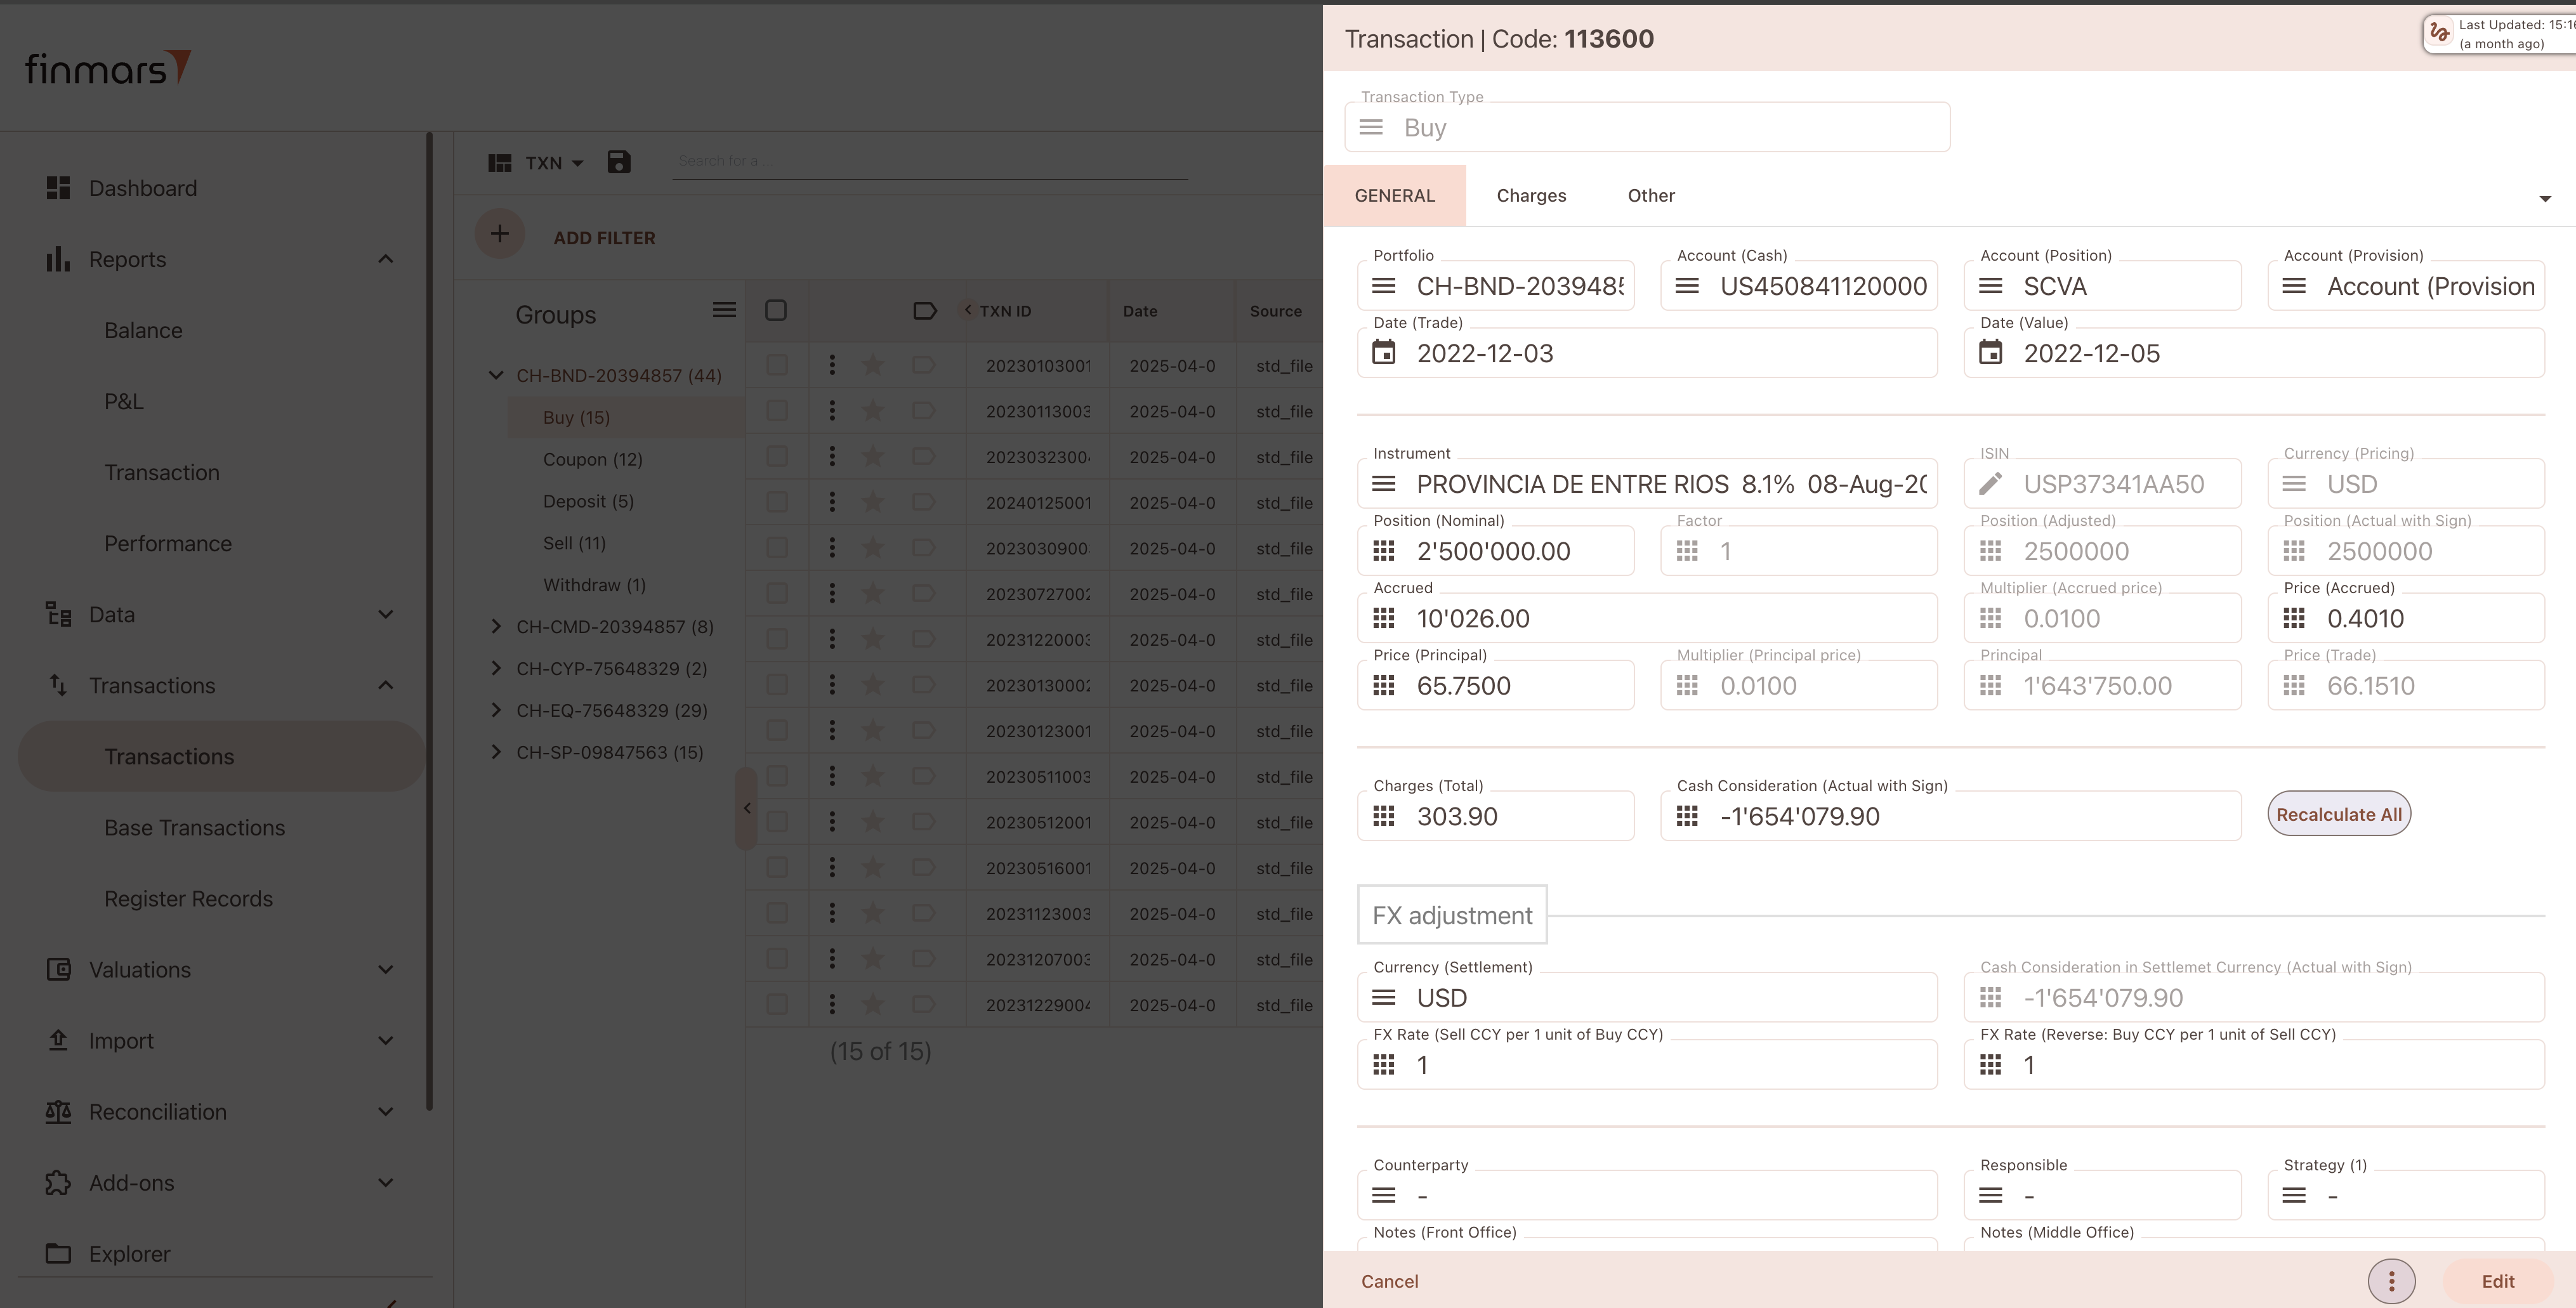 finmars
Dashboard
Reports
Balance
P&L
Transaction
Performance
Data
Transactions
Transactions
Base Transactions
Register Records
Valuations
Import
Reconciliation
Add-ons
Explorer
TXN
Search for a ...
ADD FILTER
Groups
CH-BND-20394857 (44)
Buy (15)
Coupon (12)
Deposit (5)
Sell (11)
Withdraw (1)
CH-CMD-20394857 (8)
CH-CYP-75648329 (2)
CH-EQ-75648329 (29)
CH-SP-09847563 (15)
TXN ID Date Source
20230103001 2025-04-0 std_file
20230113003 2025-04-0 std_file
2023032300 2025-04-0 std_file
20240125001 2025-04-0 std_file
2023030900 2025-04-0 std_file
20230727002 2025-04-0 std_file
20231220003 2025-04-0 std_file
20230130002 2025-04-0 std_file
20230123001 2025-04-0 std_file
20230511003 2025-04-0 std_file
20230512001 2025-04-0 std_file
20230516001 2025-04-0 std_file
20231123003 2025-04-0 std_file
20231207003 2025-04-0 std_file
20231229004 2025-04-0 std_file
(15 of 15)
Transaction | Code: 113600
Last Updated: 15:16
(a month ago)
Transaction Type
Buy
GENERAL Charges Other
Portfolio Account (Cash) Account (Position) Account (Provision)
CH-BND-2039485 US450841120000 SCVA Account (Provision
Date (Trade) Date (Value)
2022-12-03 2022-12-05
Instrument ISIN Currency (Pricing)
PROVINCIA DE ENTRE RIOS 8.1% 08-Aug-20 USP37341AA50 USD
Position (Nominal) Factor Position (Adjusted) Position (Actual with Sign)
2'500'000.00 1 2500000 2500000
Accrued Multiplier (Accrued price) Price (Accrued)
10'026.00 0.0100 0.4010
Price (Principal) Multiplier (Principal price) Principal Price (Trade)
65.7500 0.0100 1'643'750.00 66.1510
Charges (Total) Cash Consideration (Actual with Sign)
303.90 -1'654'079.90 Recalculate All
FX adjustment
Currency (Settlement) Cash Consideration in Settlemet Currency (Actual with Sign)
USD -1'654'079.90
FX Rate (Sell CCY per 1 unit of Buy CCY) FX Rate (Reverse: Buy CCY per 1 unit of Sell CCY)
1 1
Counterparty Responsible Strategy (1)
- - -
Notes (Front Office) Notes (Middle Office)
Cancel Edit